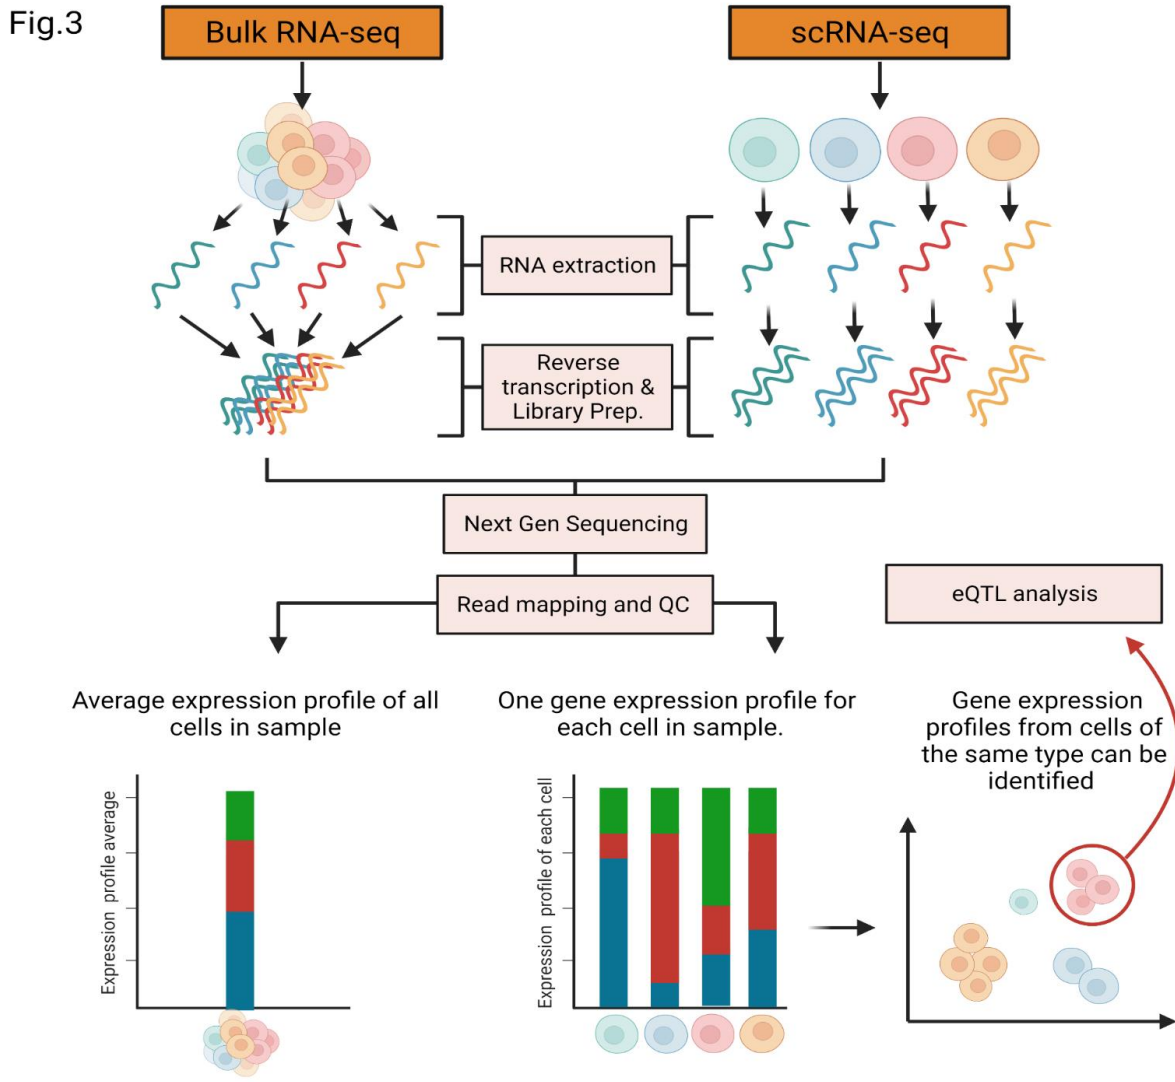 Fig.3
Bulk RNA-seq
scRNA-seq
RNA extraction
Reverse
transcription &
Library Prep.
Next Gen Sequencing
Read mapping and QC
eQTL analysis
Average expression profile of all
cells in sample
One gene expression profile for
each cell in sample.
Gene expression
profiles from cells of
the same type can be
identified
Expression profile average
Expression profile of each cell